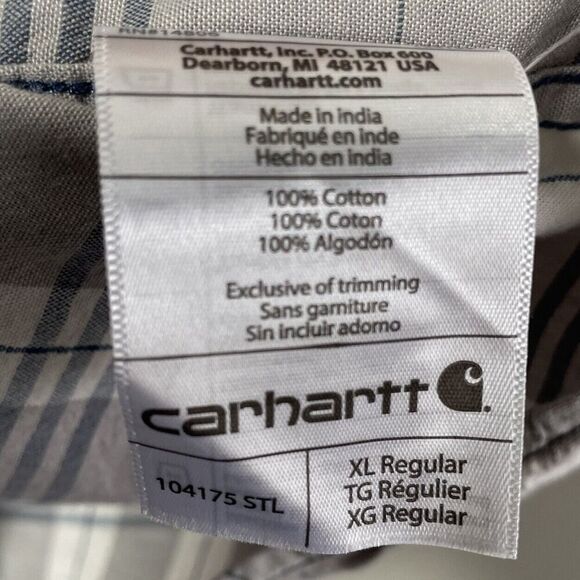 Carhartt, Inc. P.O. Box 600
Dearborn, MI 48121 USA
carhartt.com
Made in india
Fabriqué en inde
Hecho en india
100% Cotton
100% Coton
100% Algodón
Exclusive of trimming
Sans garniture
Sin incluir adorno
carhartt
104175 STL
XL Regular
TG Régulier
XG Regular